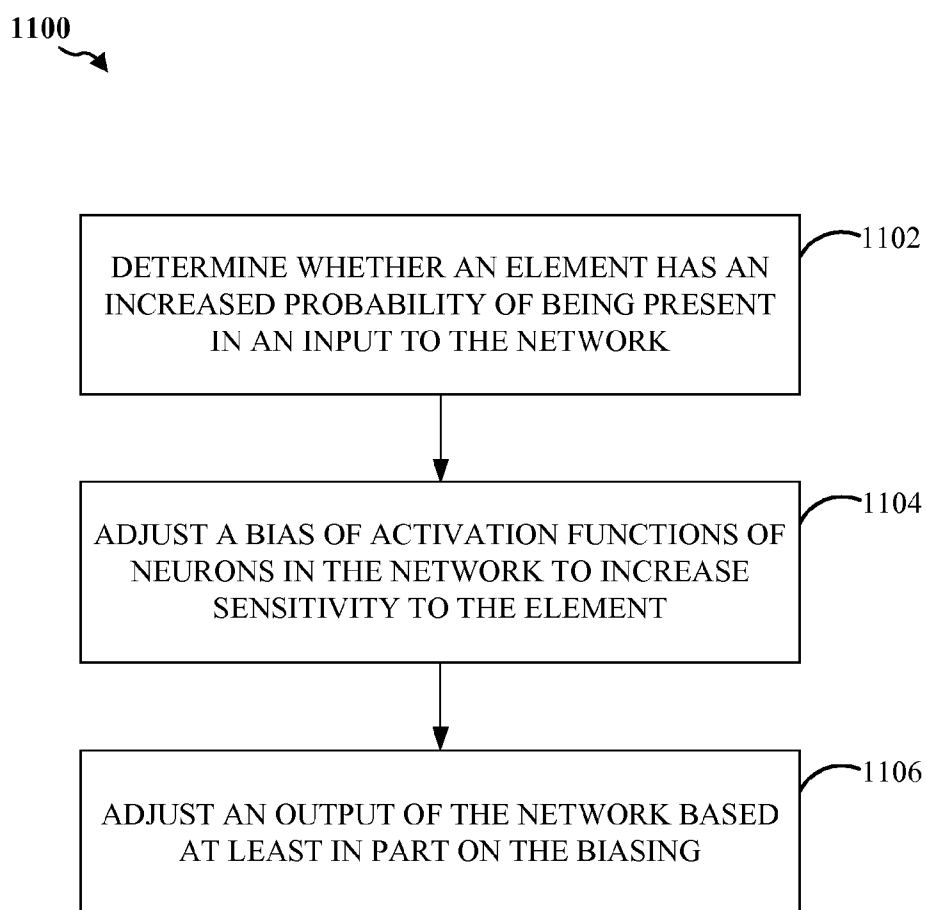 1100
DETERMINE WHETHER AN ELEMENT HAS AN
INCREASED PROBABILITY OF BEING PRESENT
IN AN INPUT TO THE NETWORK
1102
ADJUST A BIAS OF ACTIVATION FUNCTIONS OF
NEURONS IN THE NETWORK TO INCREASE
SENSITIVITY TO THE ELEMENT
1104
ADJUST AN OUTPUT OF THE NETWORK BASED
AT LEAST IN PART ON THE BIASING
1106